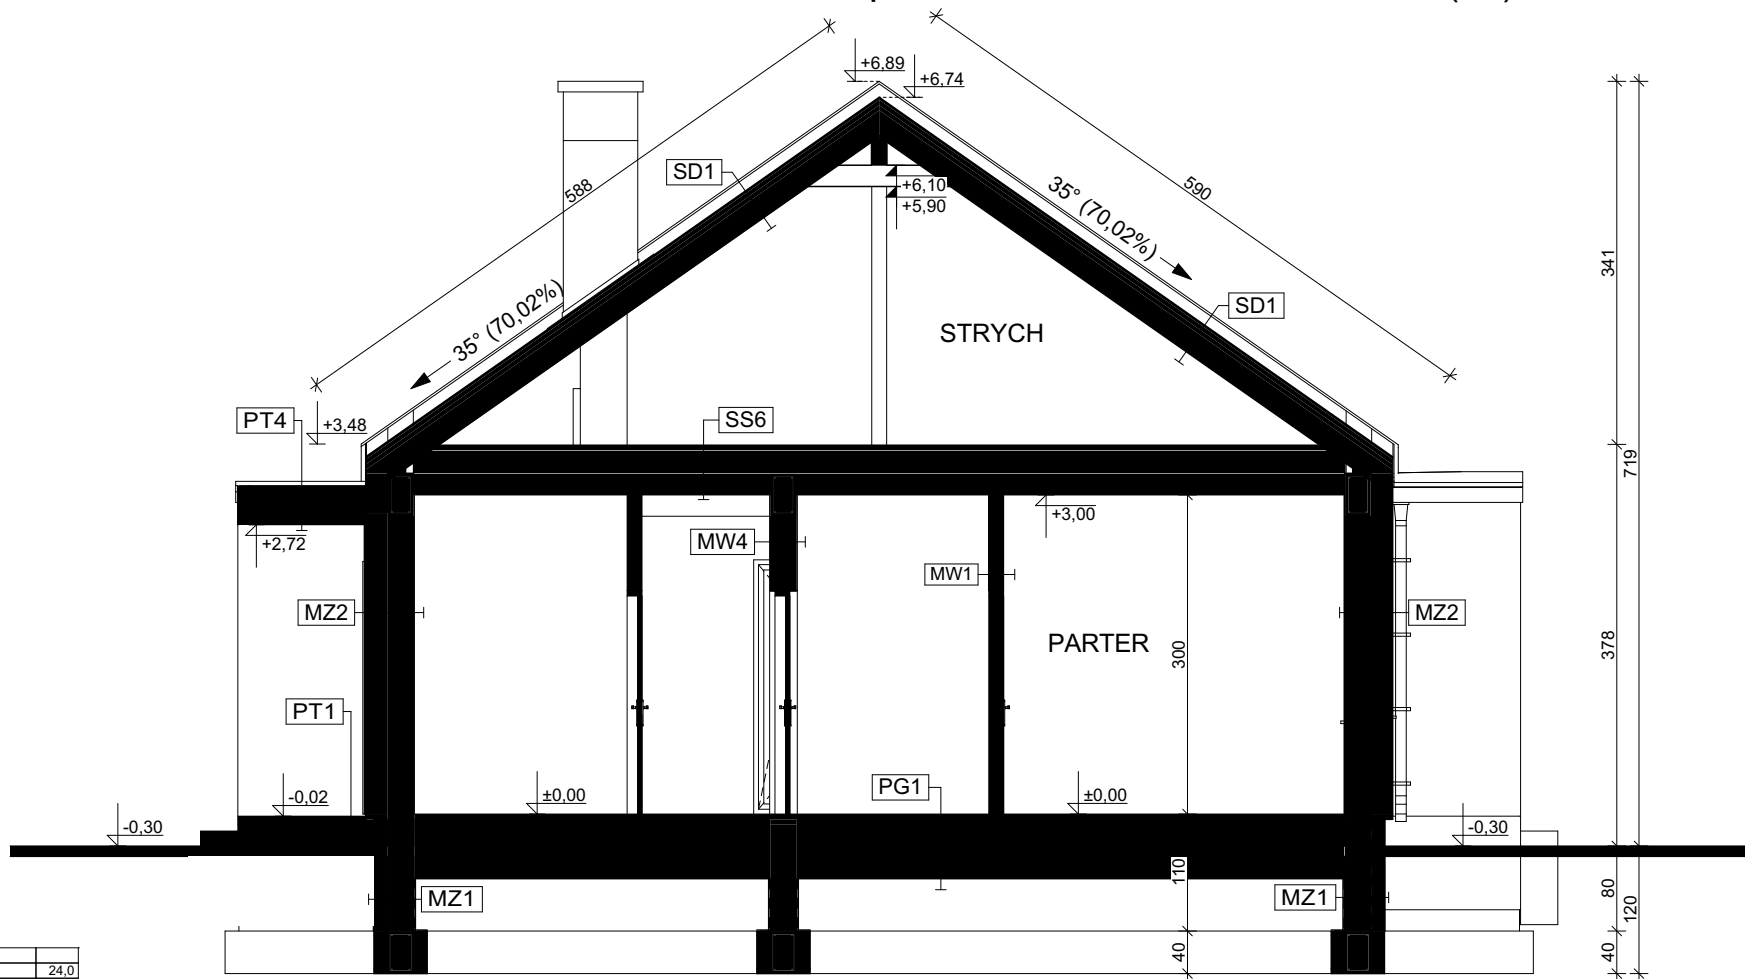 +6,89
+6,74
SD1
588
+6,10
+5,90
35° (70,02%)
590
341
35° (70,02%)
SD1
STRYCH
PT4
+3,48
SS6
719
+3,00
+2,72
MW4
MW1
MZ2
MZ2
PARTER
300
378
PT1
PG1
-0,02
±0,00
±0,00
-0,30
-0,30
110
80
MZ1
MZ1
120
40
40
24,0